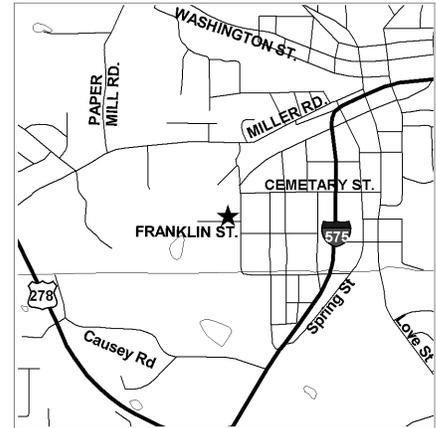 WASHINGTON ST.
PAPER
MILL RD.
MILLER RD.
CEMETARY ST.
FRANKLIN ST.
575
278
Spring St
Love St
Causey Rd